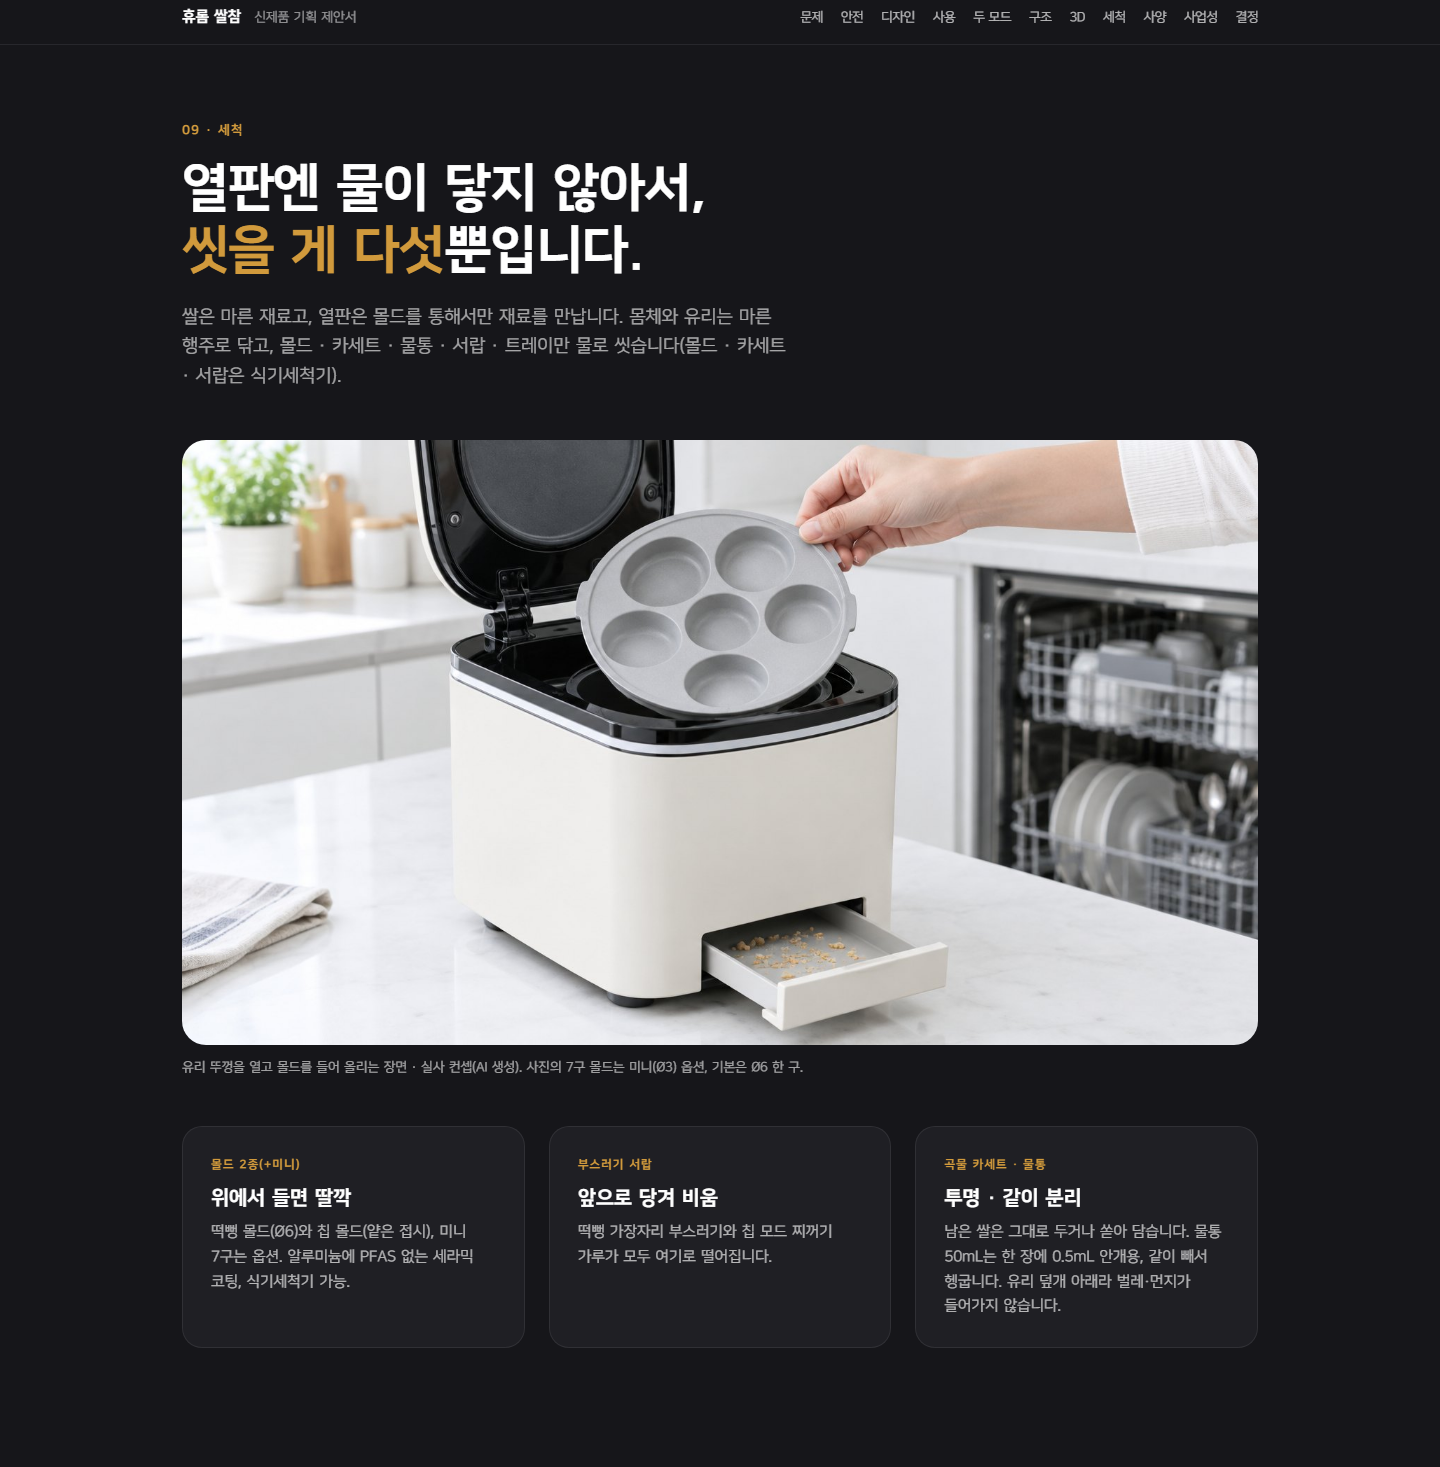 휴롬 쌀참 신제품 기획 제안서
문제 안전 디자인 사용 두 모드 구조 3D 세척 사양 사업성 결정
09 · 세척
열판엔 물이 닿지 않아서,
씻을 게 다섯뿐입니다.
쌀은 마른 재료고, 열판은 몰드를 통해서만 재료를 만납니다. 몸체와 유리는 마른
행주로 닦고, 몰드 · 카세트 · 물통 · 서랍 · 트레이만 물로 씻습니다(몰드 · 카세트
· 서랍은 식기세척기).
유리 뚜껑을 열고 몰드를 들어 올리는 장면 · 실사 컨셉(AI 생성). 사진의 7구 몰드는 미니(Ø3) 옵션, 기본은 Ø6 한 구.
몰드 2종(+미니)
위에서 들면 딸깍
떡뻥 몰드(Ø6)와 칩 몰드(얕은 접시), 미니
7구는 옵션. 알루미늄에 PFAS 없는 세라믹
코팅, 식기세척기 가능.
부스러기 서랍
앞으로 당겨 비움
떡뻥 가장자리 부스러기와 칩 모드 찌꺼기
가루가 모두 여기로 떨어집니다.
곡물 카세트 · 물통
투명 · 같이 분리
남은 쌀은 그대로 두거나 쏟아 담습니다. 물통
50mL는 한 장에 0.5mL 안개용, 같이 빼서
헹굽니다. 유리 덮개 아래라 벌레·먼지가
들어가지 않습니다.